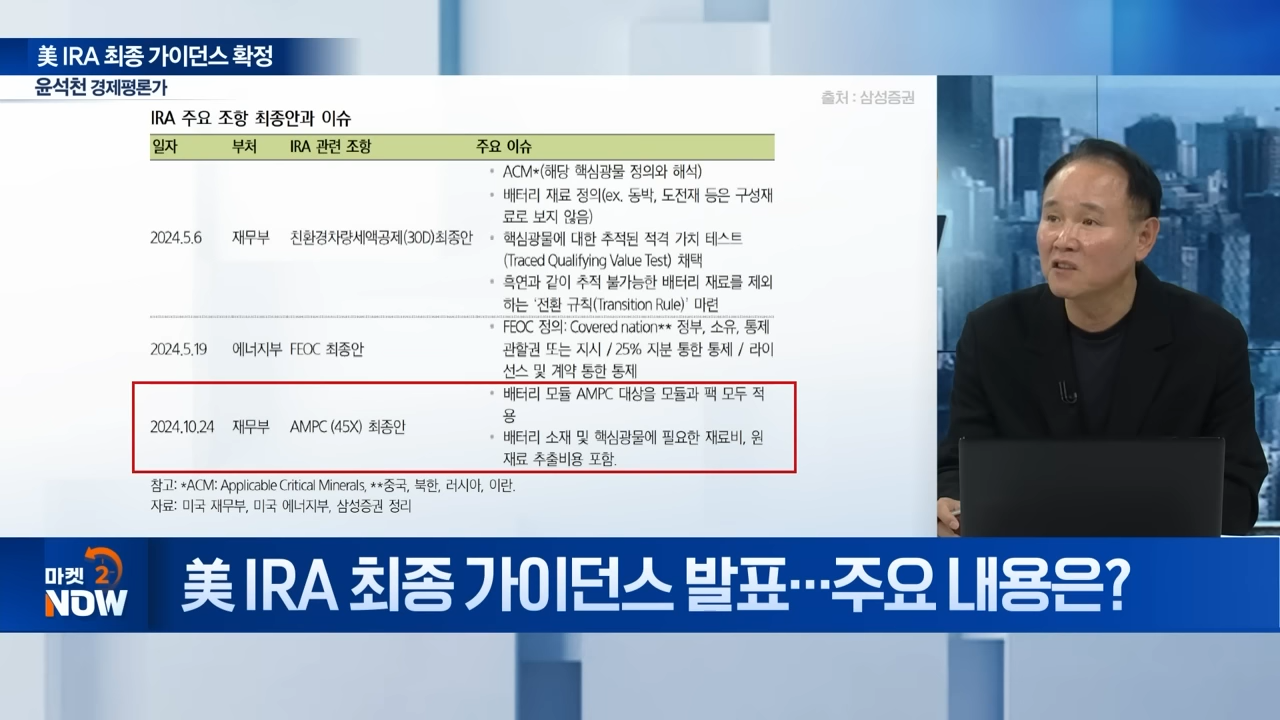 美 IRA 최종 가이던스 확정
윤석천 경제평론가
출처 : 삼성증권
IRA 주요 조항 최종안과 이슈
일자 부처 IRA 관련 조항 주요 이슈
• ACM*(해당 핵심광물 정의와 해석)
• 배터리 재료 정의(ex. 동박, 도전재 등은 구성재
료로 보지 않음)
2024.5.6 재무부 친환경차량세액공제(30D)최종안 • 핵심광물에 대한 추적된 적격 가치 테스트
(Traced Qualifying Value Test) 채택
• 흑연과 같이 추적 불가능한 배터리 재료를 제외
하는 '전환 규칙(Transition Rule)' 마련
• FEOC 정의: Covered nation** 정부, 소유, 통제
2024.5.19 에너지부 FEOC 최종안 관할권 또는 지시 / 25% 지분 통한 통제 / 라이
선스 및 계약 통한 통제
• 배터리 모듈 AMPC 대상을 모듈과 팩 모두 적
용
2024.10.24 재무부 AMPC (45X) 최종안
• 배터리 소재 및 핵심광물에 필요한 재료비, 원
재료 추출비용 포함.
참고: *ACM: Applicable Critical Minerals, **중국, 북한, 러시아, 이란.
자료: 미국 재무부, 미국 에너지부, 삼성증권 정리
마켓 2
NOW
美 IRA 최종 가이던스 발표…주요 내용은?